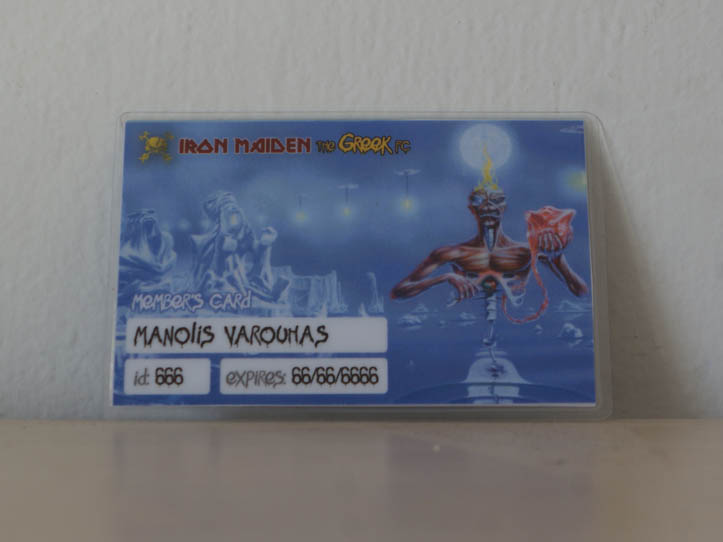 IRON MAIDEN THE GREEK FC
MEMBER'S CARD
MANOLIS VAROUHAS
id: 666
EXPIRES: 66/66/6666